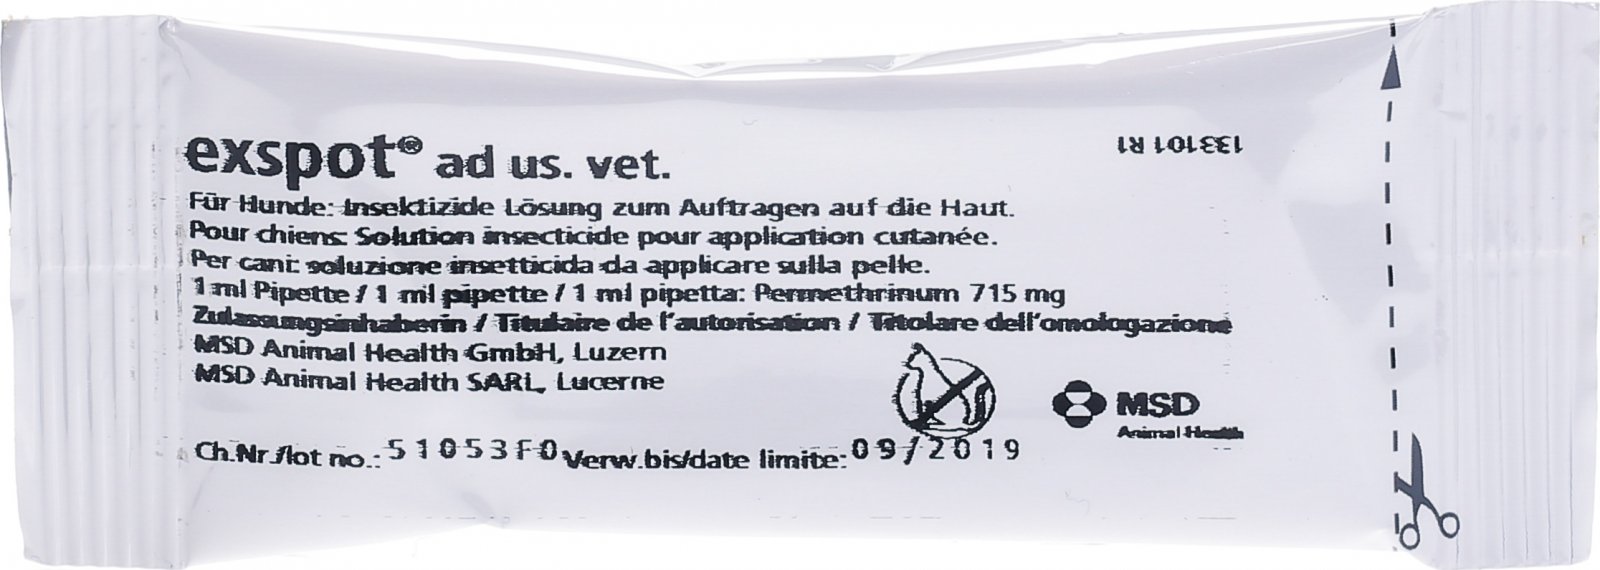 exspot® ad us. vet.
133101 R1
Für Hunde: Insektizide Lösung zum Auftragen auf die Haut.
Pour chiens: Solution insecticide pour application cutanée.
Per cani: soluzione insetticida da applicare sulla pelle.
1 ml Pipette / 1 ml pipette / 1 ml pipetta: Permethrinum 715 mg
Zulassungsinhaberin / Titulaire de l'autorisation / Titolare dell'omologazione
MSD Animal Health GmbH, Luzern
MSD Animal Health SARL, Lucerne
MSD
Animal Health
Ch.Nr./lot no.: 51053F0 Verw.bis/date limite: 09/2019